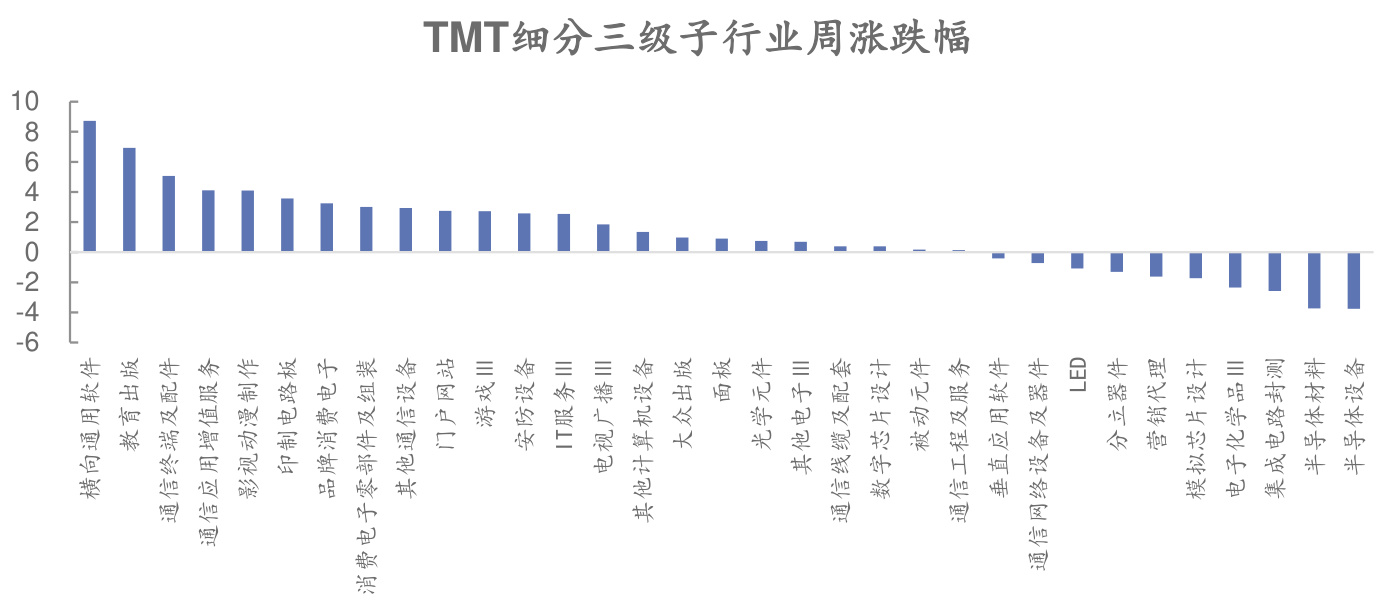 TMT细分三级子行业周涨跌幅
10
8
6
4
2
0
-2
-4
-6
横向通用软件
教育出版
通信终端及配件
通信应用增值服务
影视动漫制作
印制电路板
品牌消费电子
消费电子零部件及组装
其他通信设备
门户网站
游戏Ⅲ
安防设备
IT服务Ⅲ
电视广播Ⅲ
其他计算机设备
大众出版
面板
光学元件
其他电子Ⅲ
通信线缆及配套
数字芯片设计
被动元件
通信工程及服务
垂直应用软件
通信网络设备及器件
LED
分立器件
营销代理
模拟芯片设计
电子化学品Ⅲ
集成电路封测
半导体材料
半导体设备